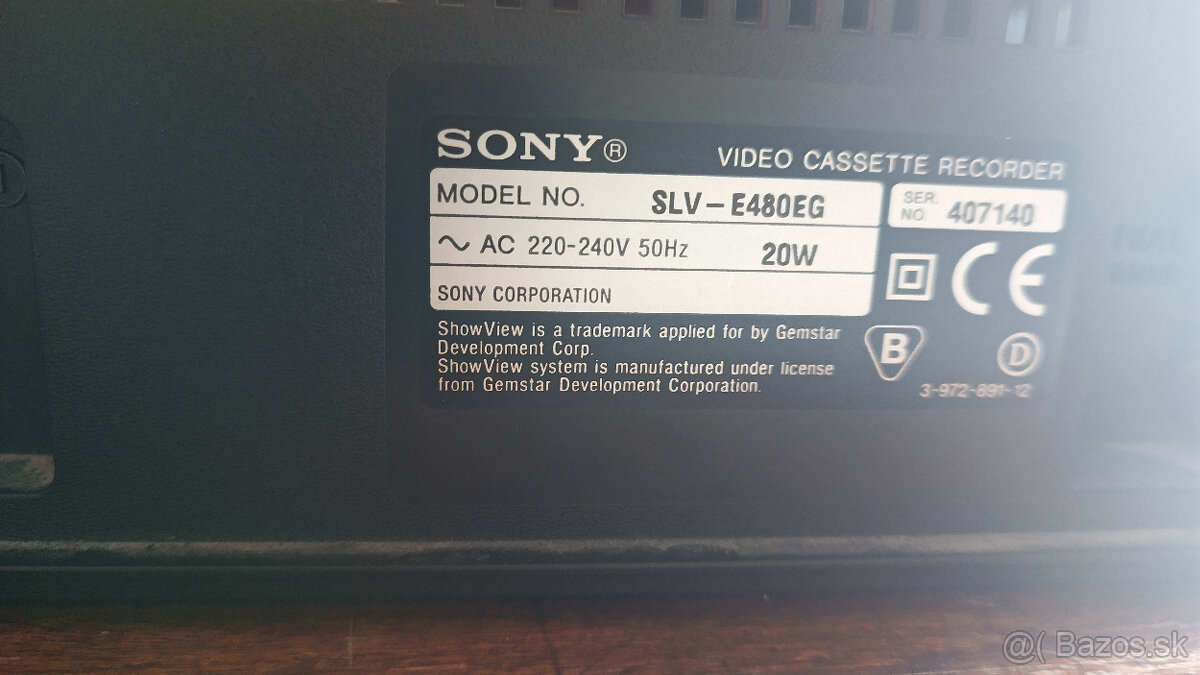 SONY®
VIDEO CASSETTE RECORDER
MODEL NO. SLV-E480EG
SER. NO. 407140
~ AC 220-240V 50Hz 20W
SONY CORPORATION
CE
ShowView is a trademark applied for by Gemstar
Development Corp.
ShowView system is manufactured under license
from Gemstar Development Corporation.
B
D
3-972-891-12
@( Bazos.sk